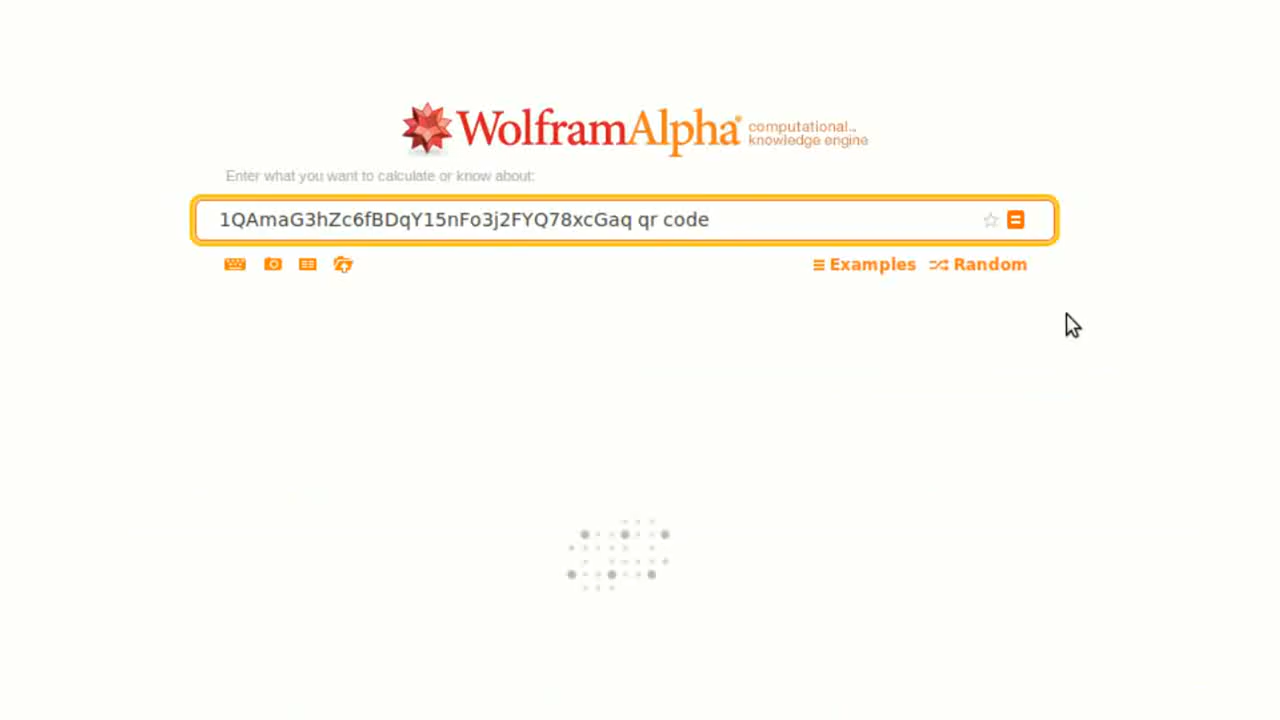 WolframAlpha computational knowledge engine
Enter what you want to calculate or know about:
1QAmaG3hZc6fBDqY15nFo3j2FYQ78xcGaq qr code
Examples Random